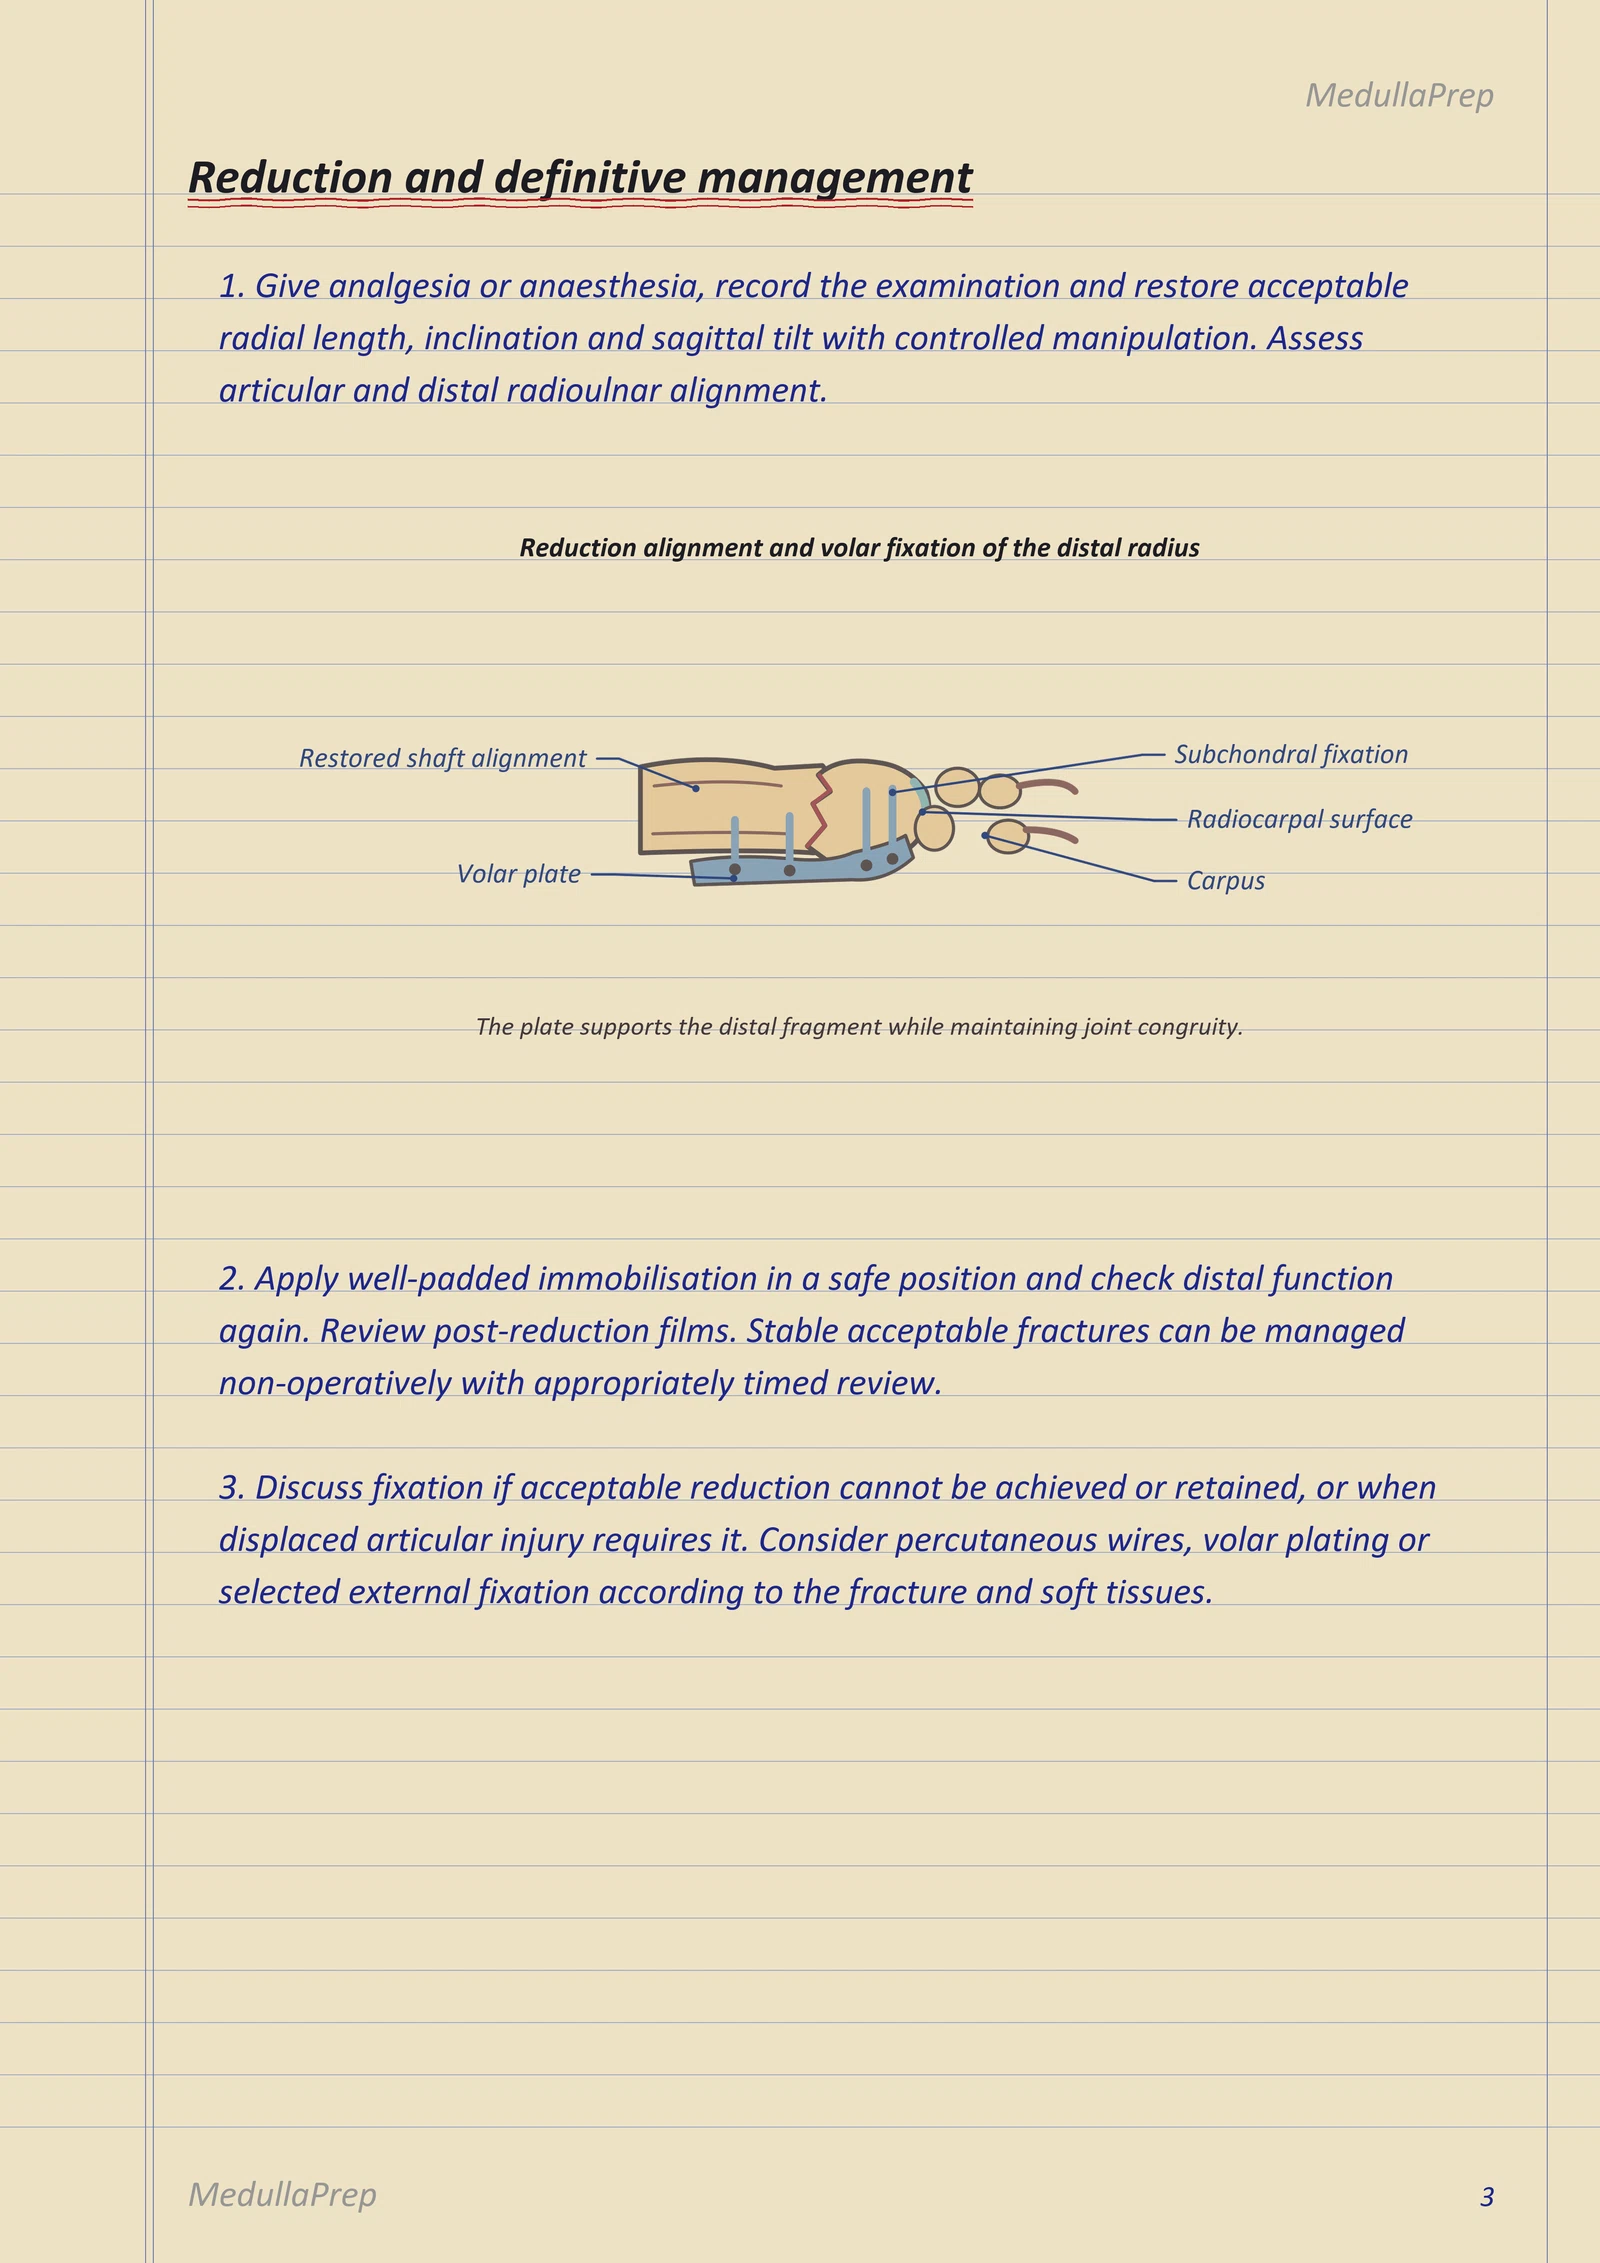 MedullaPrep
Reduction and definitive management
1. Give analgesia or anaesthesia, record the examination and restore acceptable
radial length, inclination and sagittal tilt with controlled manipulation. Assess
articular and distal radioulnar alignment.
Reduction alignment and volar fixation of the distal radius
Restored shaft alignment
Subchondral fixation
Radiocarpal surface
Volar plate
Carpus
The plate supports the distal fragment while maintaining joint congruity.
2. Apply well-padded immobilisation in a safe position and check distal function
again. Review post-reduction films. Stable acceptable fractures can be managed
non-operatively with appropriately timed review.
3. Discuss fixation if acceptable reduction cannot be achieved or retained, or when
displaced articular injury requires it. Consider percutaneous wires, volar plating or
selected external fixation according to the fracture and soft tissues.
MedullaPrep
3